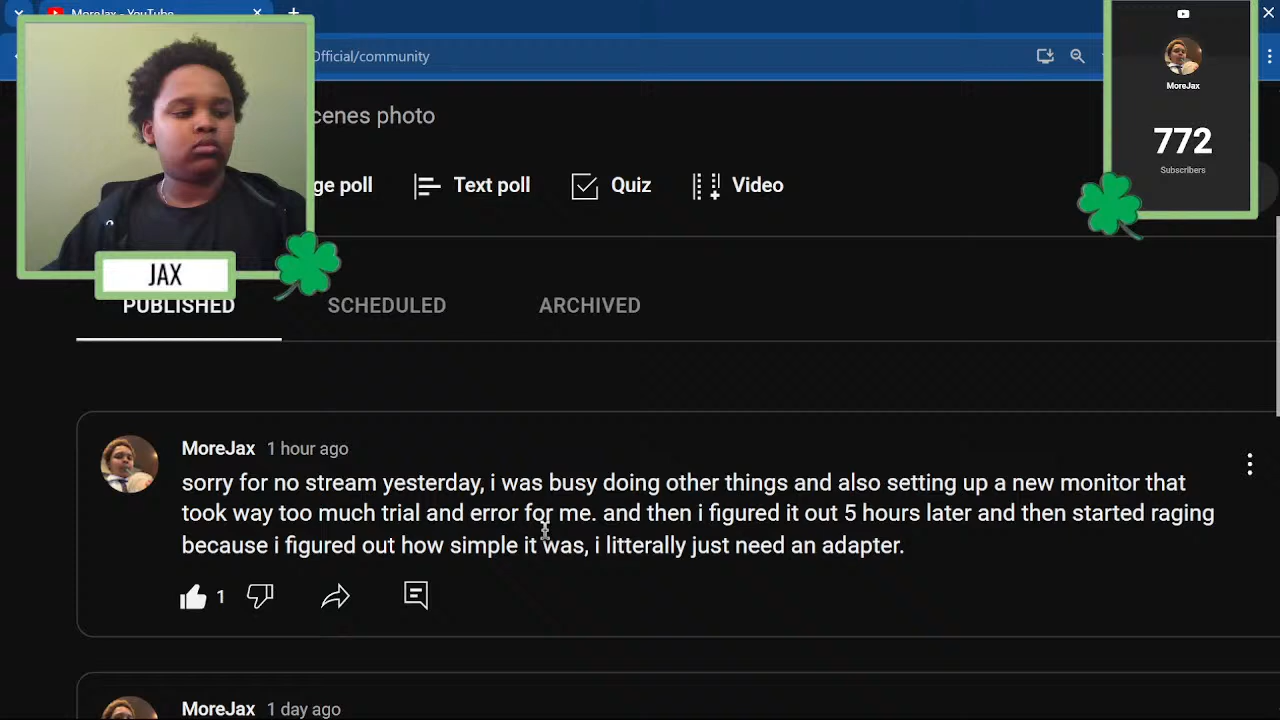 MoreJax - YouTube
Official/community
MoreJax
772
Subscribers
cenes photo
ge poll
Text poll
Quiz
Video
JAX
PUBLISHED
SCHEDULED
ARCHIVED
MoreJax 1 hour ago
sorry for no stream yesterday, i was busy doing other things and also setting up a new monitor that
took way too much trial and error for me. and then i figured it out 5 hours later and then started raging
because i figured out how simple it was, i litterally just need an adapter.
1
MoreJax 1 day ago